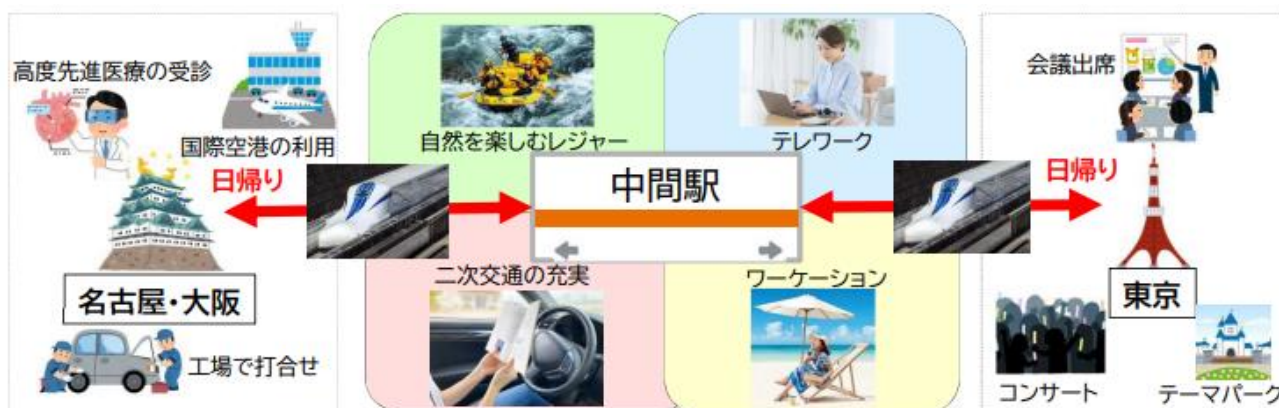 高度先進医療の受診
国際空港の利用
日帰り
名古屋・大阪
工場で打合せ
自然を楽しむレジャー
テレワーク
中間駅
二次交通の充実
ワーケーション
会議出席
日帰り
東京
コンサート
テーマパーク